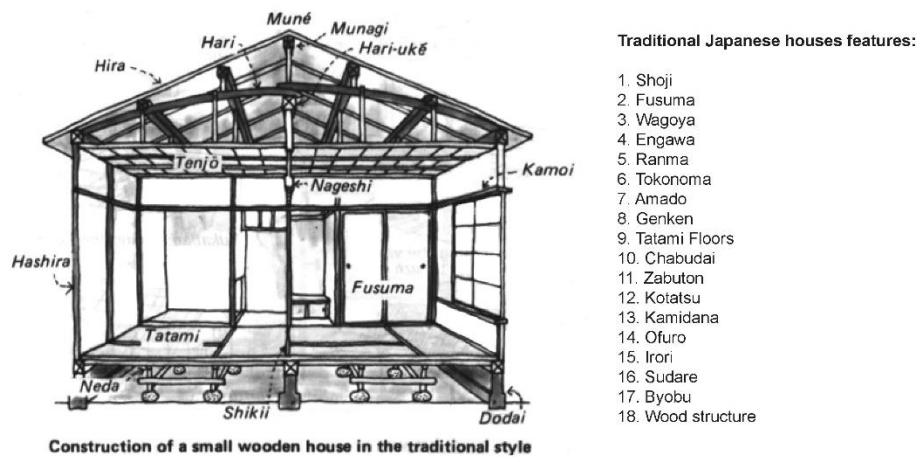 Muné
Munagi
Hari
Hari-uké
Hira
Tenjō
Kamoi
Nageshi
Hashira
Fusuma
Tatami
Neda
Shikii
Dodai
Construction of a small wooden house in the traditional style
Traditional Japanese houses features:
1. Shoji
2. Fusuma
3. Wagoya
4. Engawa
5. Ranma
6. Tokonoma
7. Amado
8. Genken
9. Tatami Floors
10. Chabudai
11. Zabuton
12. Kotatsu
13. Kamidana
14. Ofuro
15. Irori
16. Sudare
17. Byobu
18. Wood structure